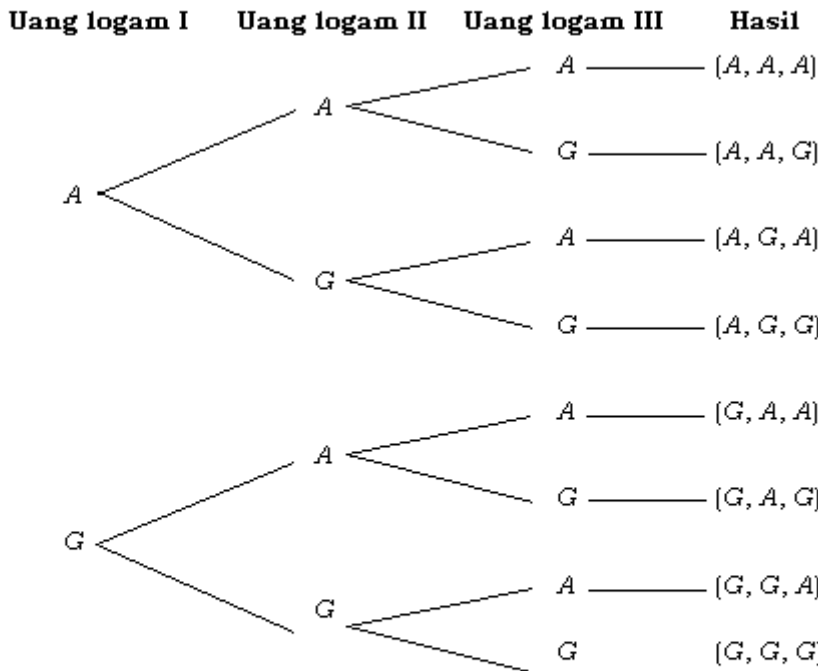 Uang logam I Uang logam II Uang logam III Hasil
A (A, A, A)
A
G (A, A, G)
A
A (A, G, A)
G
G (A, G, G)
A (G, A, A)
A
G (G, A, G)
G
A (G, G, A)
G
G (G, G, G)